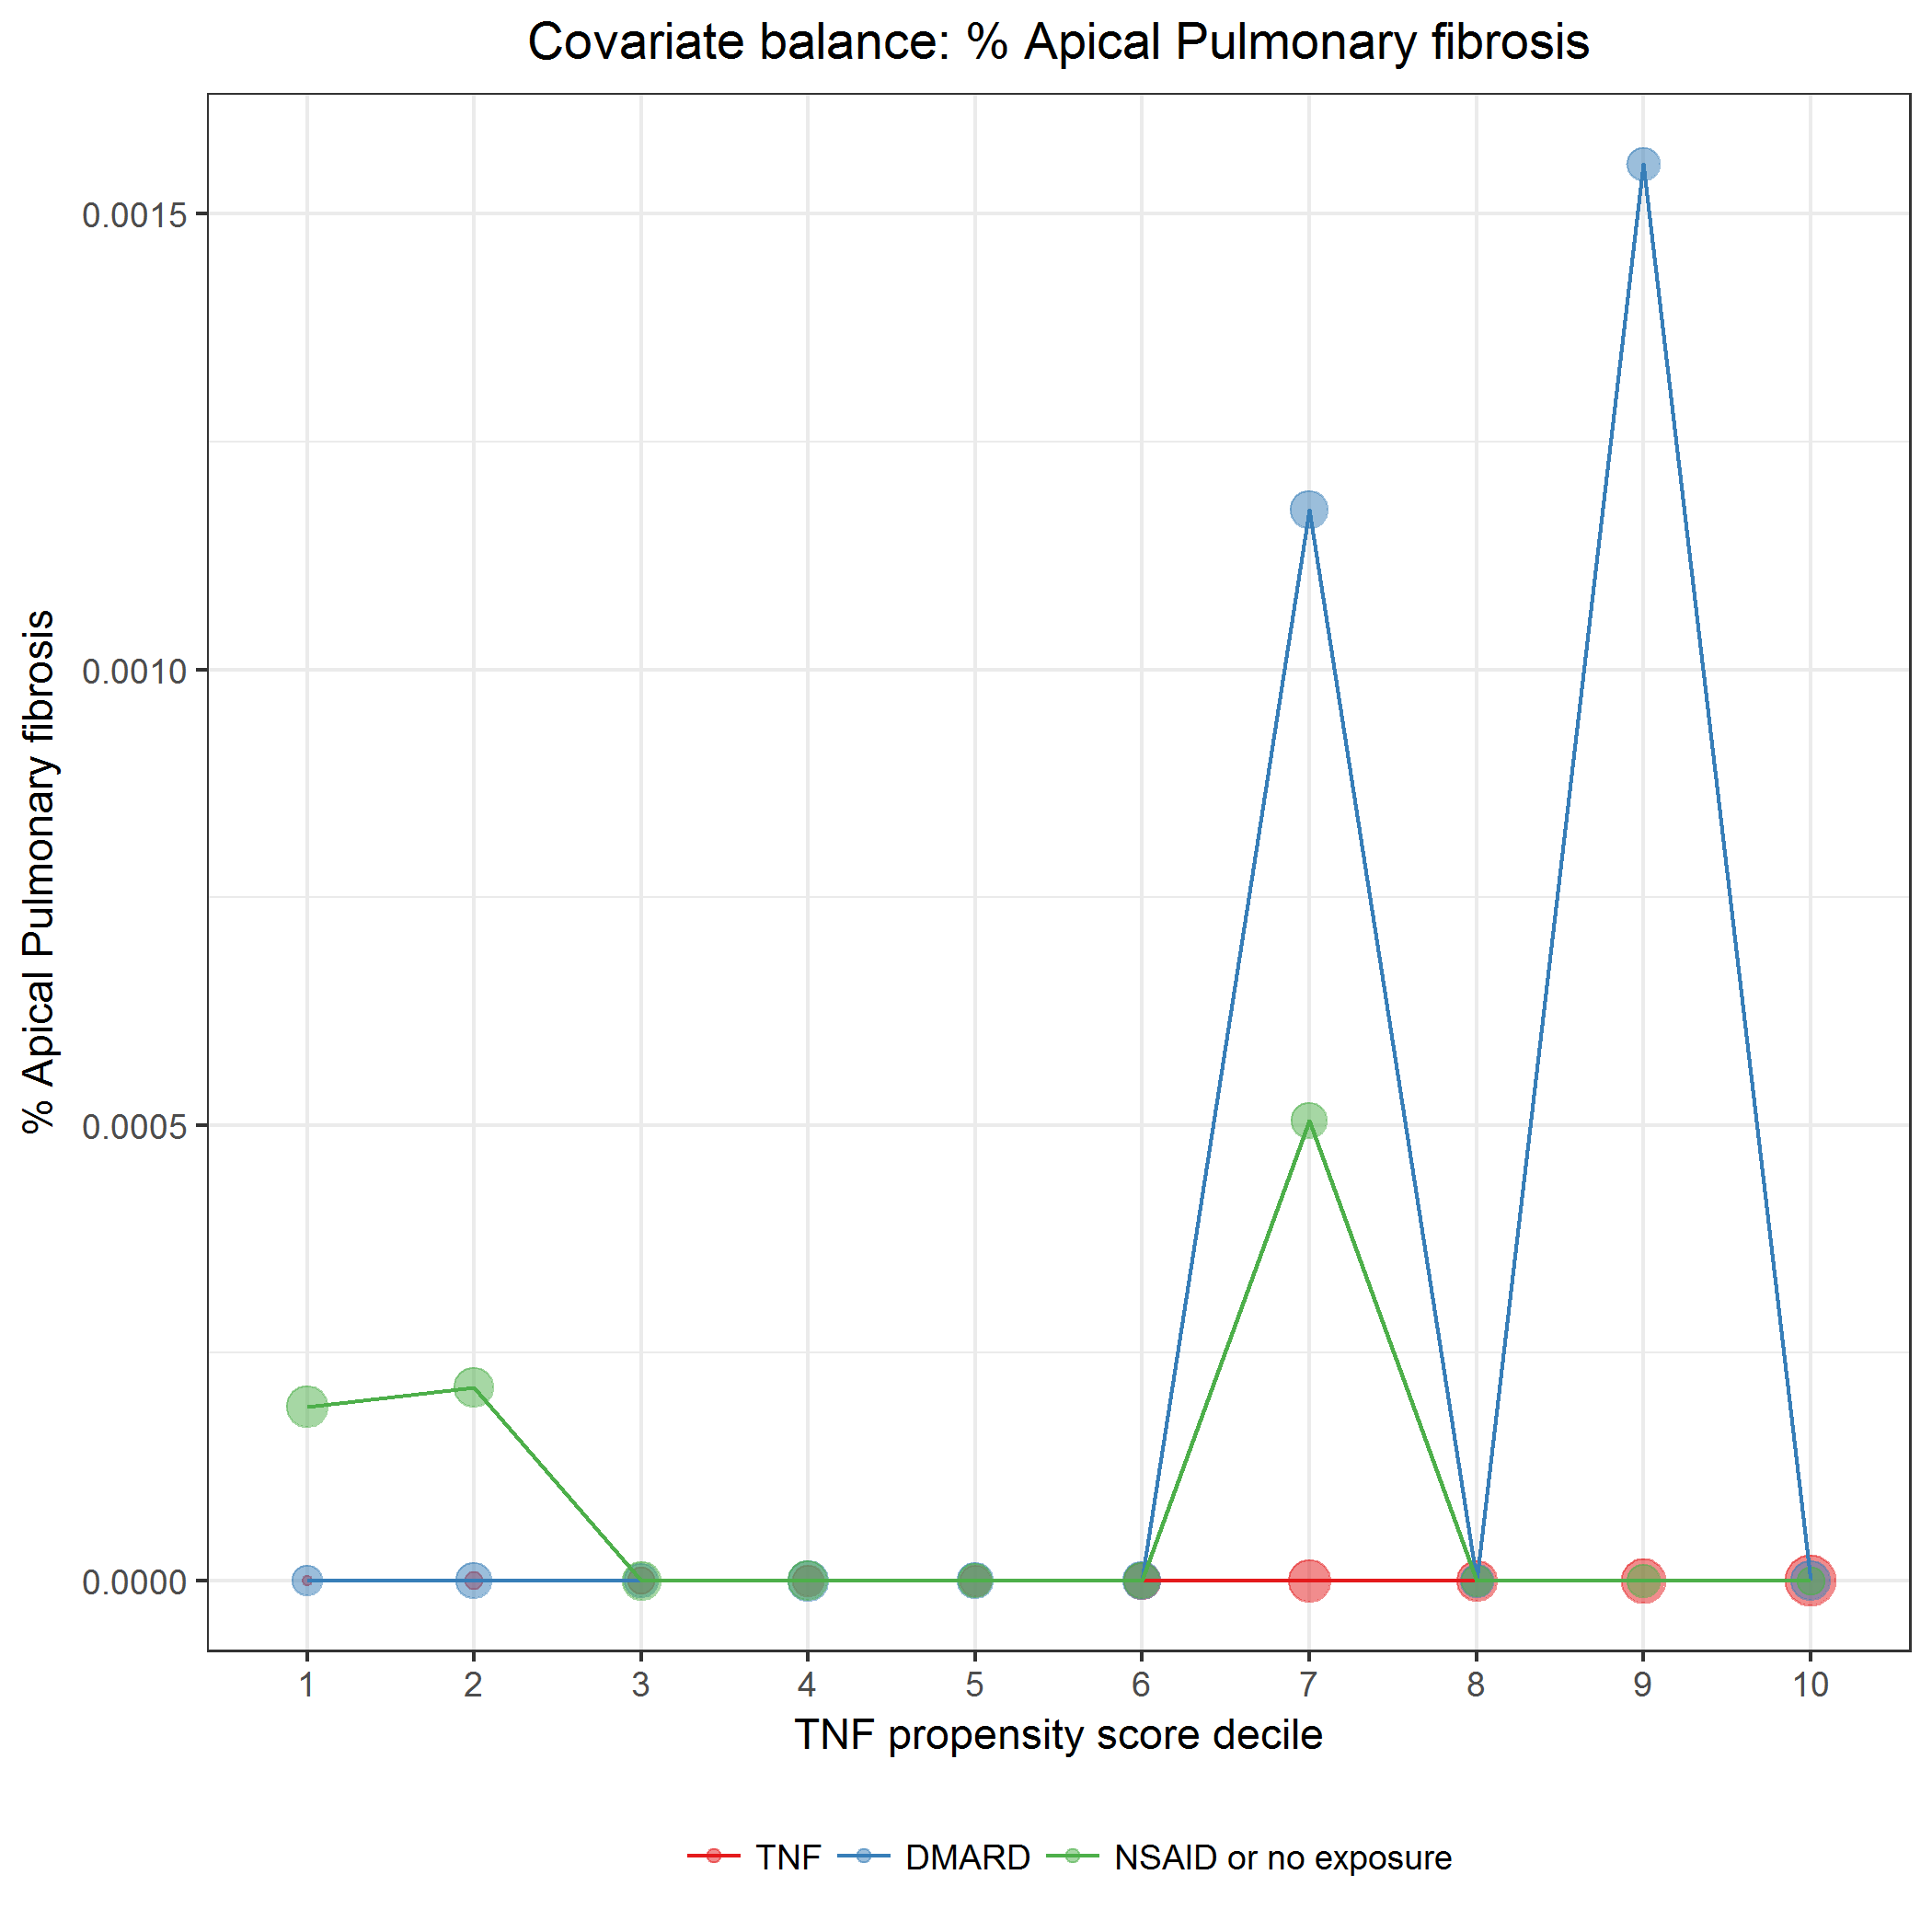 Covariate balance: % Apical Pulmonary fibrosis
% Apical Pulmonary fibrosis
0.0015
0.0010
0.0005
0.0000
1 2 3 4 5 6 7 8 9 10
TNF propensity score decile
TNF DMARD NSAID or no exposure